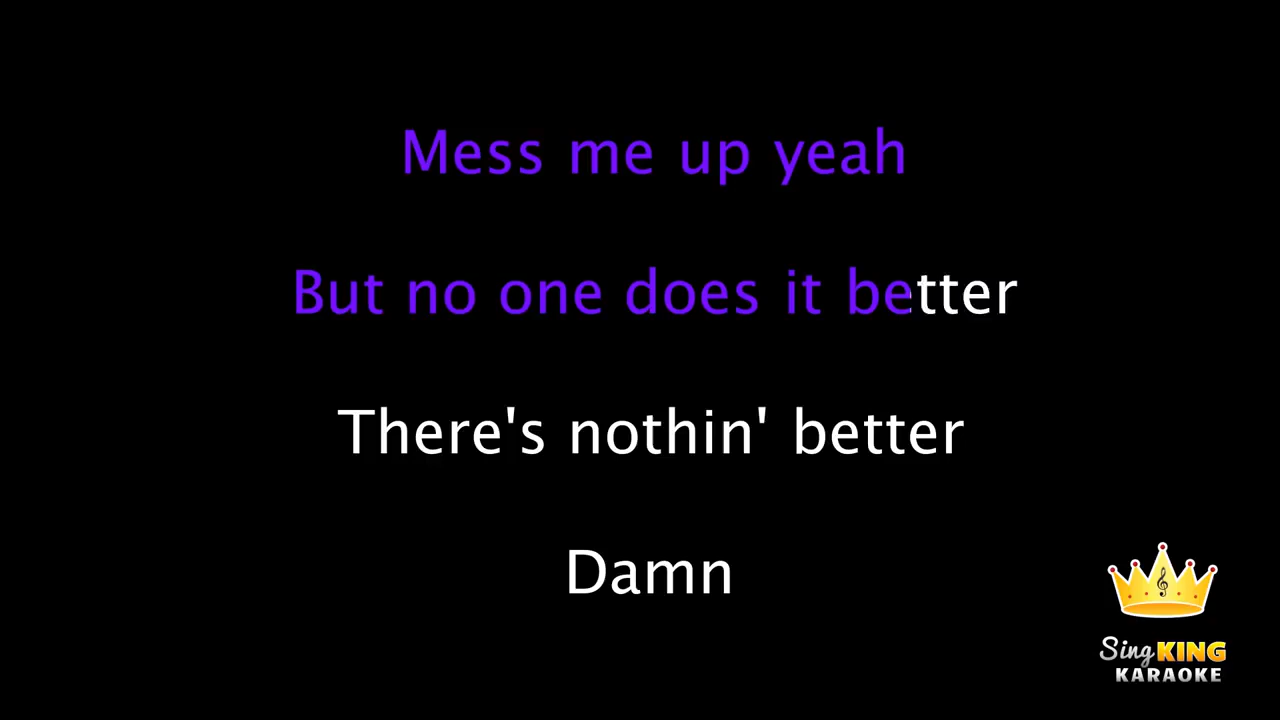 Mess me up yeah
But no one does it better
There's nothin' better
Damn
Sing KING
KARAOKE